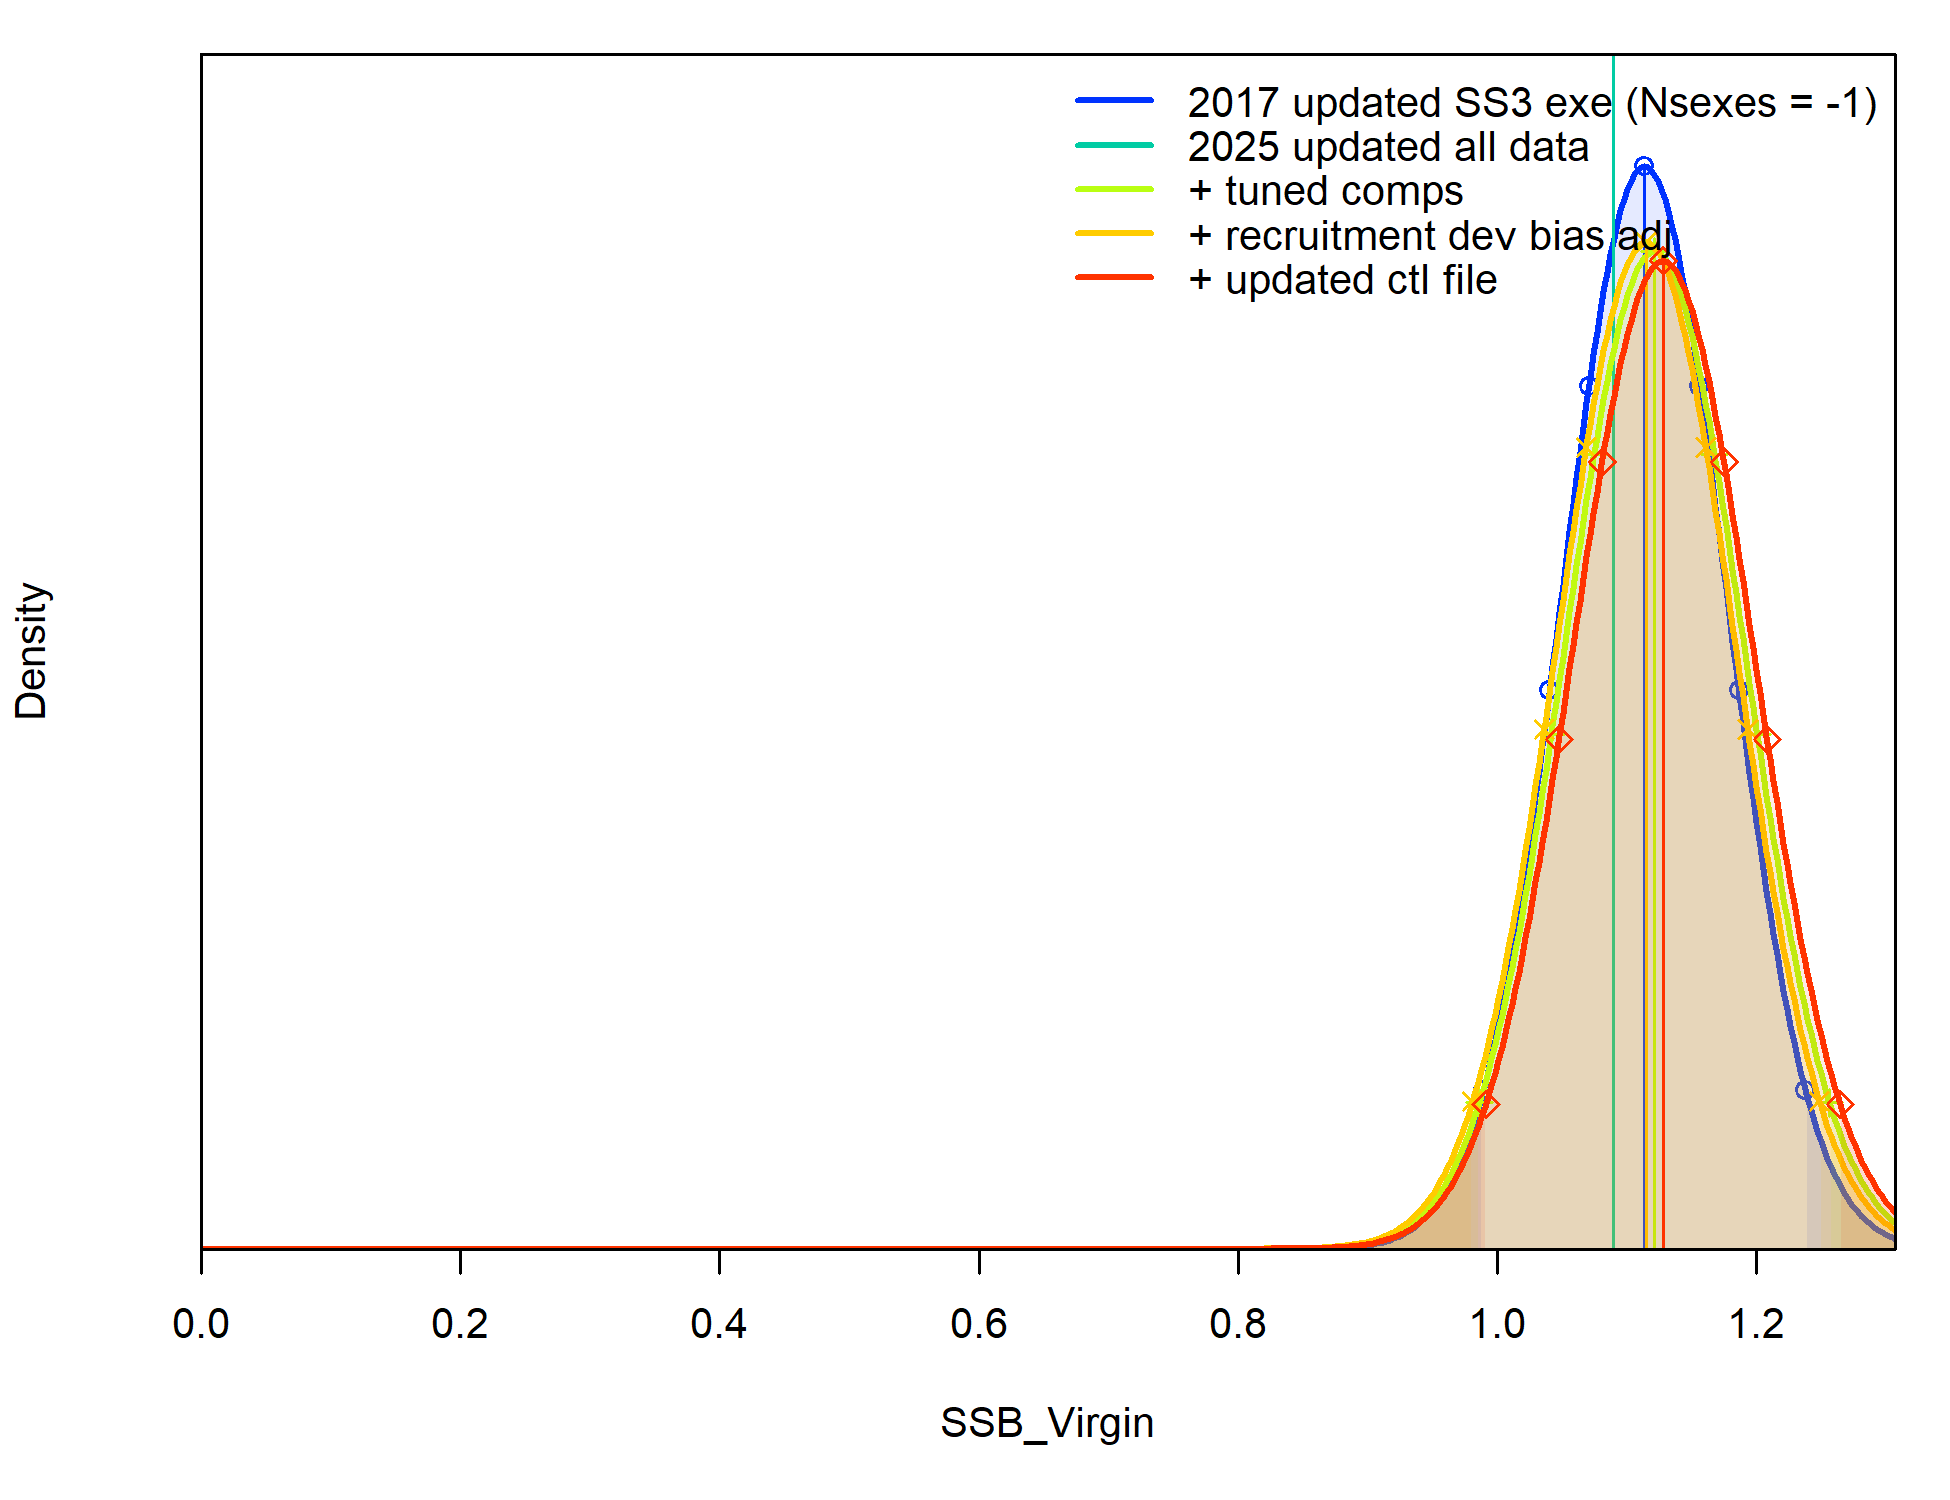 2017 updated SS3 exe (Nsexes = -1)
2025 updated all data
+ tuned comps
+ recruitment dev bias adj
+ updated ctl file
Density
0.0 0.2 0.4 0.6 0.8 1.0 1.2
SSB_Virgin